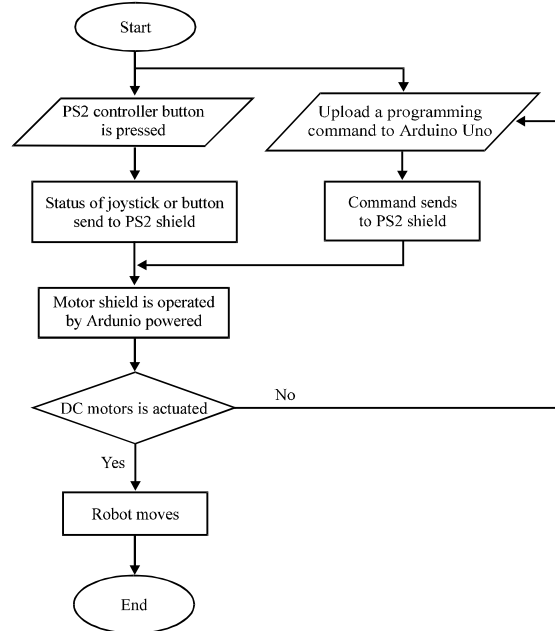 Start
PS2 controller button
is pressed
Upload a programming
command to Arduino Uno
Status of joystick or button
send to PS2 shield
Command sends
to PS2 shield
Motor shield is operated
by Ardunio powered
DC motors is actuated
No
Yes
Robot moves
End